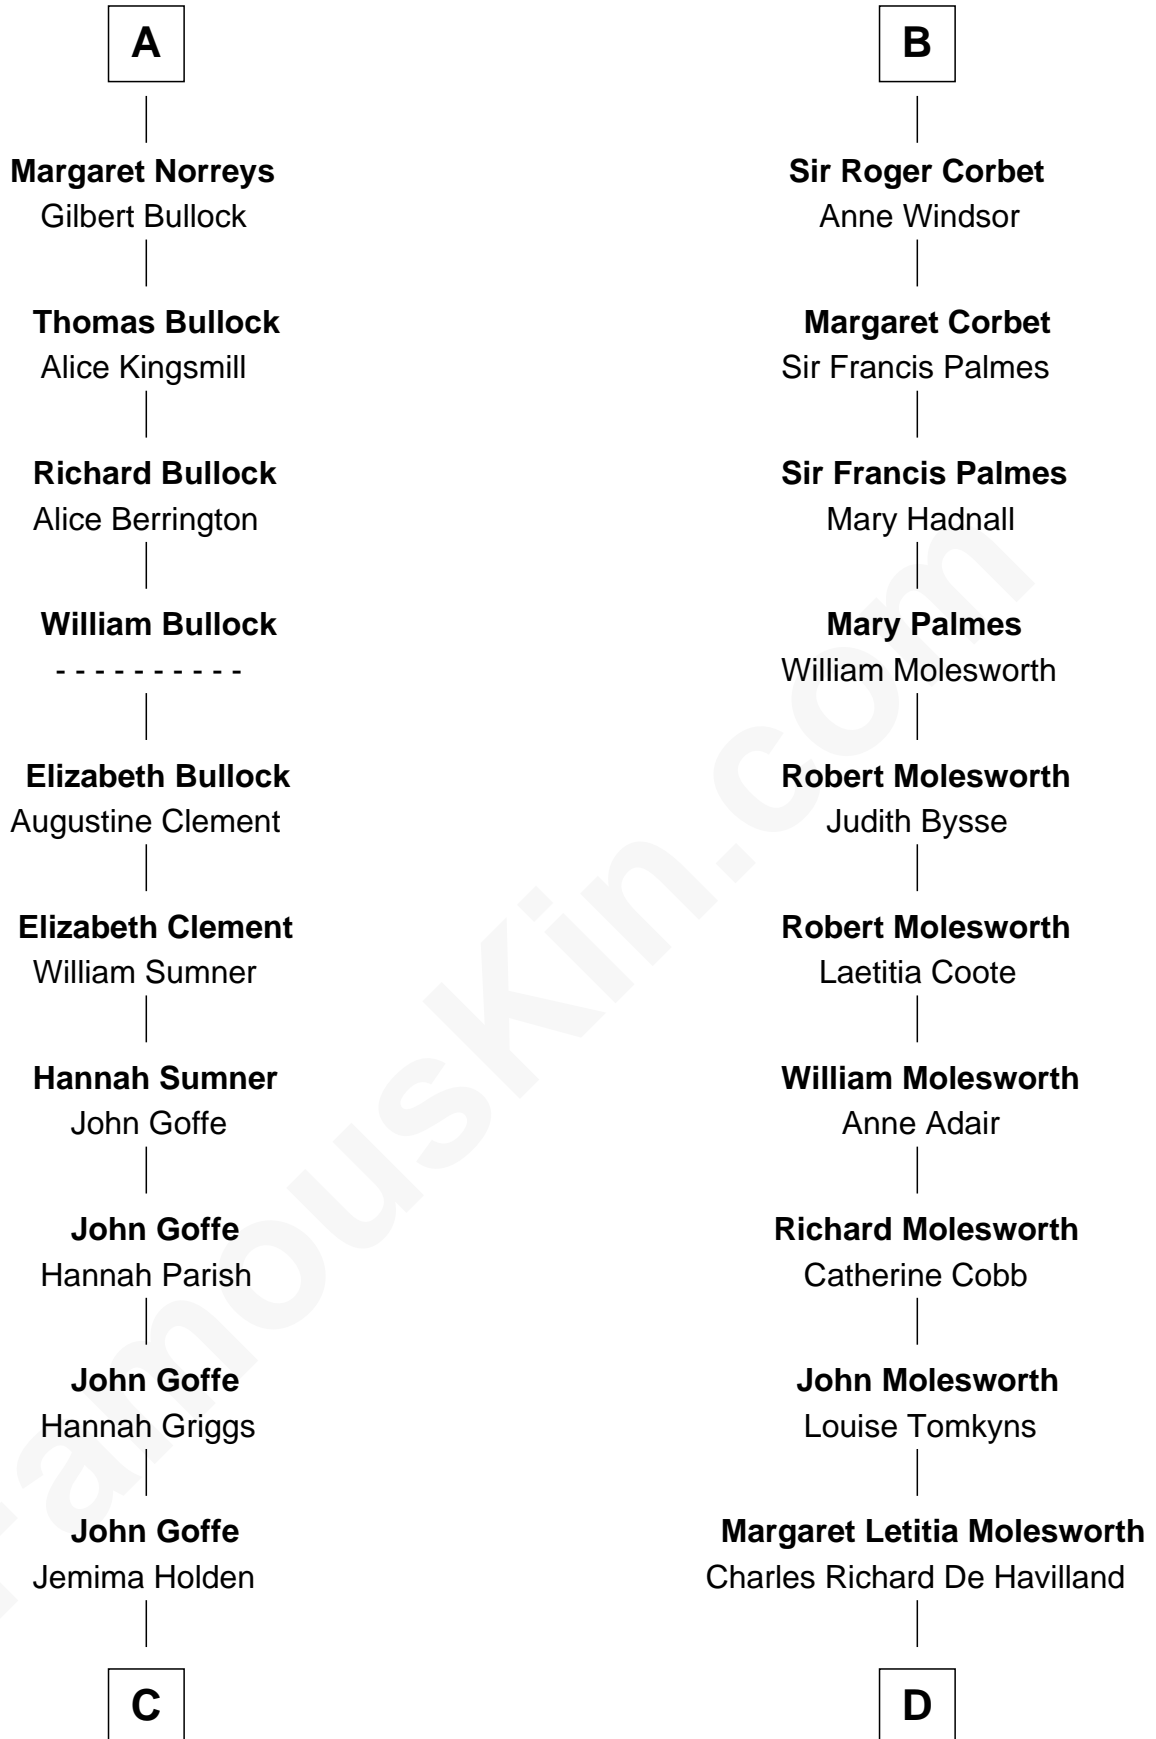 A
Margaret Norreys
Gilbert Bullock
Thomas Bullock
Alice Kingsmill
Richard Bullock
Alice Berrington
William Bullock
- - - - - - - - - -
Elizabeth Bullock
Augustine Clement
Elizabeth Clement
William Sumner
Hannah Sumner
John Goffe
John Goffe
Hannah Parish
John Goffe
Hannah Griggs
John Goffe
Jemima Holden
C
B
Sir Roger Corbet
Anne Windsor
Margaret Corbet
Sir Francis Palmes
Sir Francis Palmes
Mary Hadnall
Mary Palmes
William Molesworth
Robert Molesworth
Judith Bysse
Robert Molesworth
Laetitia Coote
William Molesworth
Anne Adair
Richard Molesworth
Catherine Cobb
John Molesworth
Louise Tomkyns
Margaret Letitia Molesworth
Charles Richard De Havilland
D
FamousKin.com